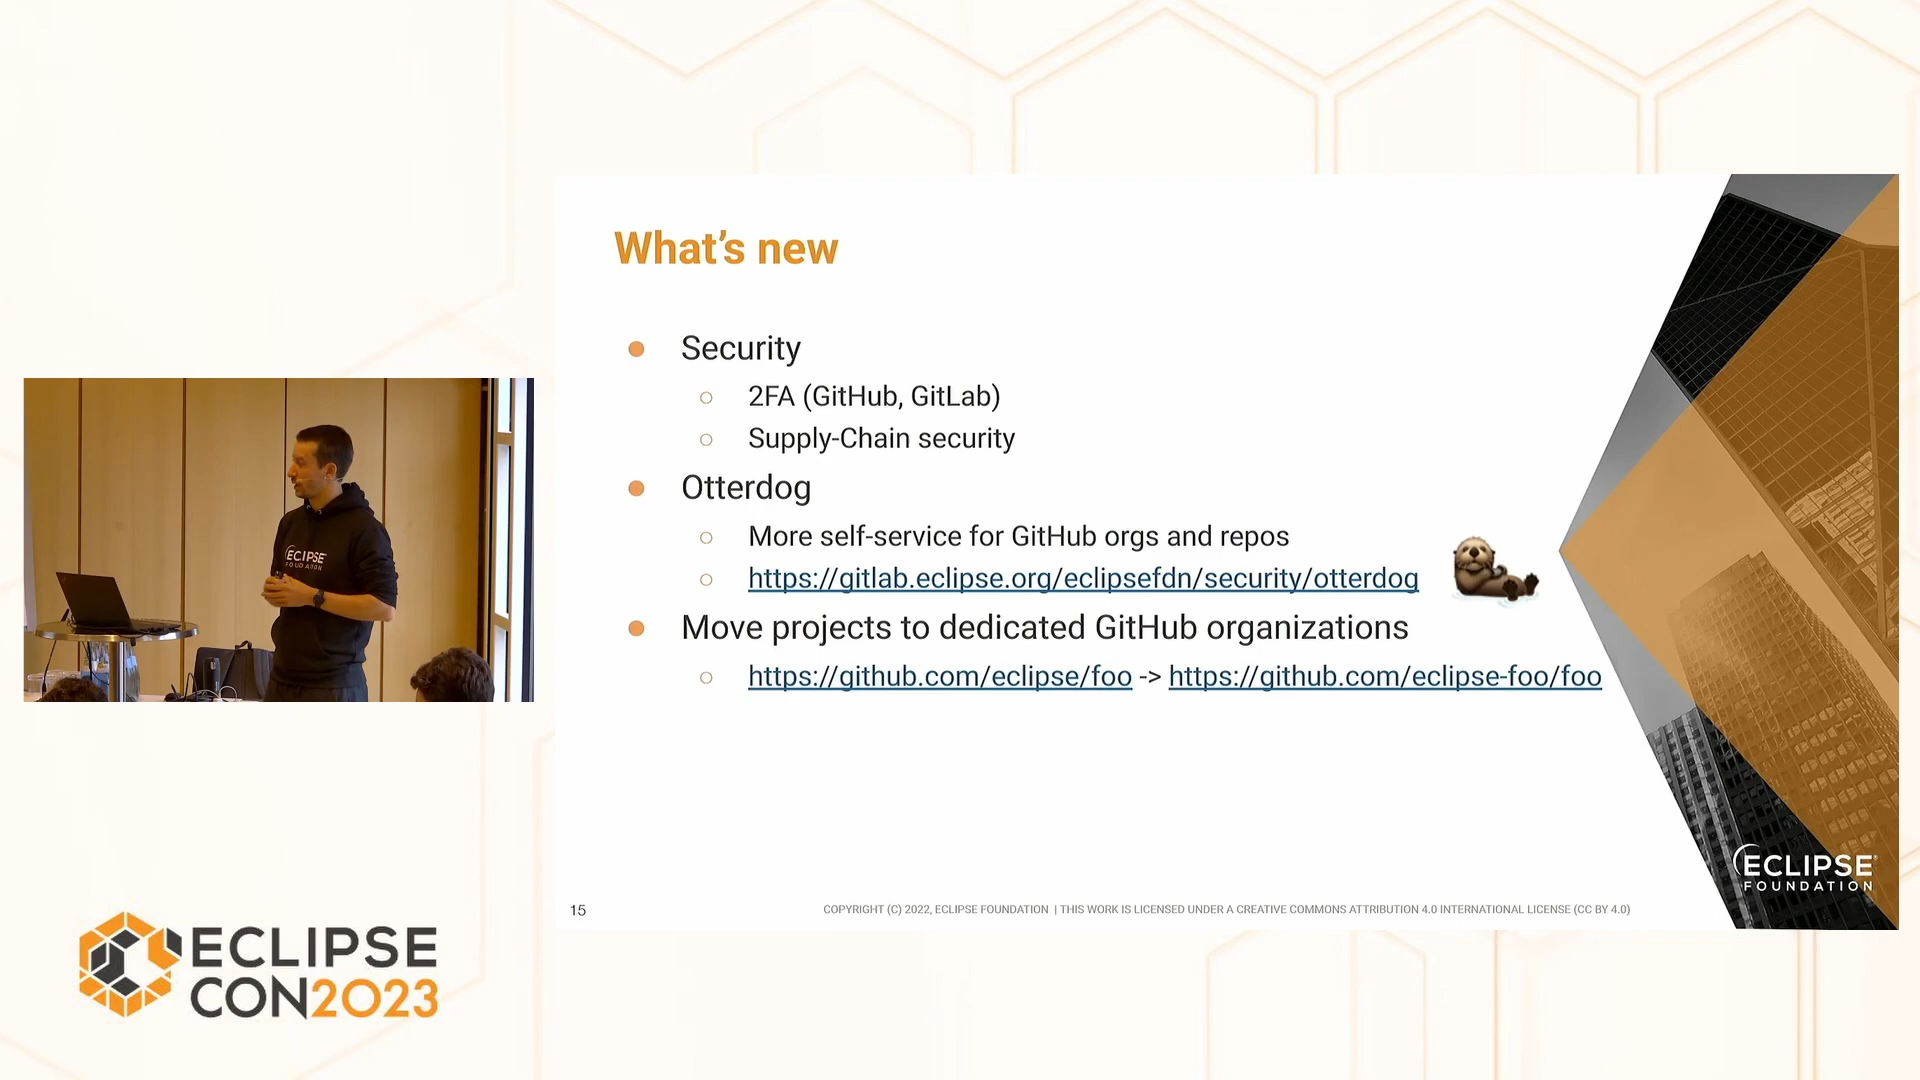 What's new
Security
2FA (GitHub, GitLab)
Supply-Chain security
Otterdog
More self-service for GitHub orgs and repos
https://gitlab.eclipse.org/eclipsefdn/security/otterdog
Move projects to dedicated GitHub organizations
https://github.com/eclipse/foo -> https://github.com/eclipse-foo/foo
ECLIPSE
FOUNDATION
ECLIPSE
FOUNDATION
15
COPYRIGHT (C) 2022, ECLIPSE FOUNDATION | THIS WORK IS LICENSED UNDER A CREATIVE COMMONS ATTRIBUTION 4.0 INTERNATIONAL LICENSE (CC BY 4.0)
ECLIPSE
CON2023